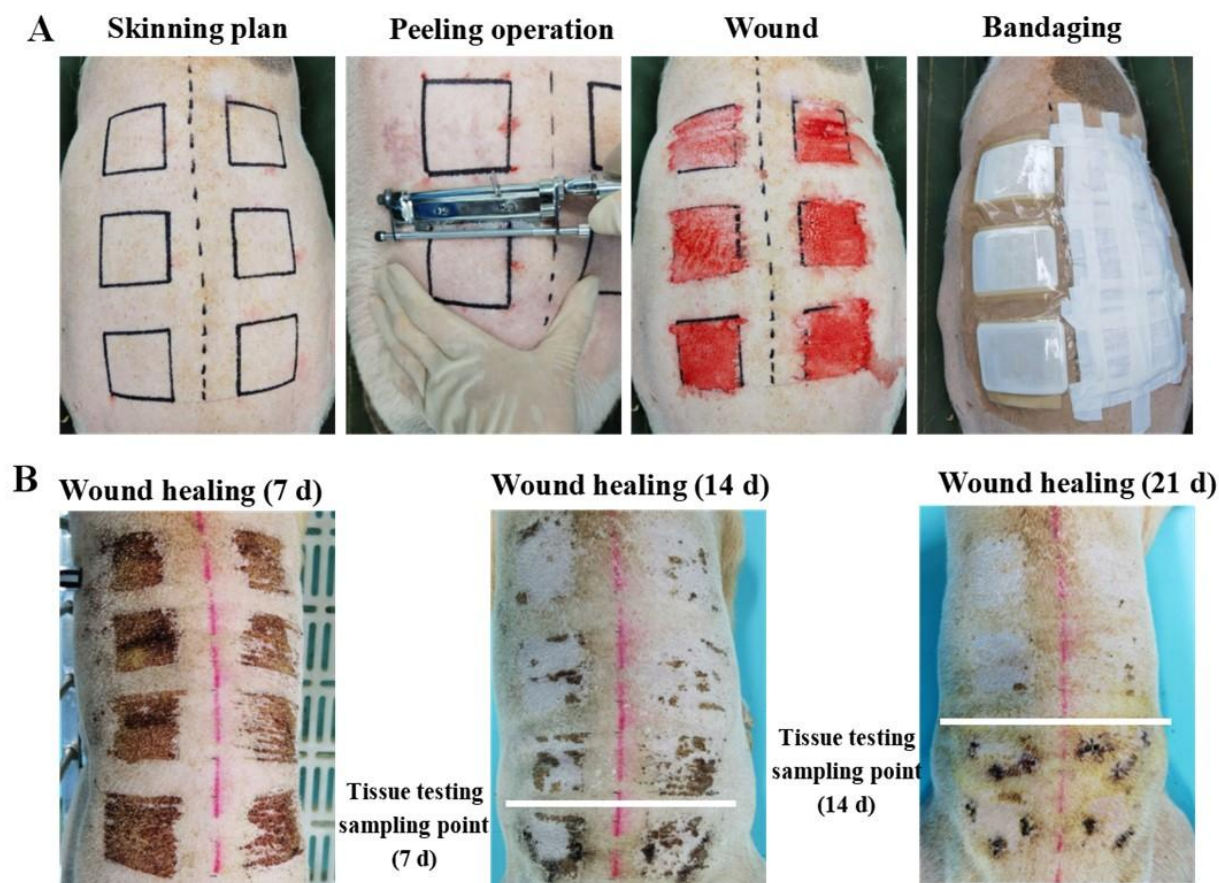 A
Skinning plan
Peeling operation
Wound
Bandaging
B
Wound healing (7 d)
Wound healing (14 d)
Wound healing (21 d)
Tissue testing
sampling point
(7 d)
Tissue testing
sampling point
(14 d)